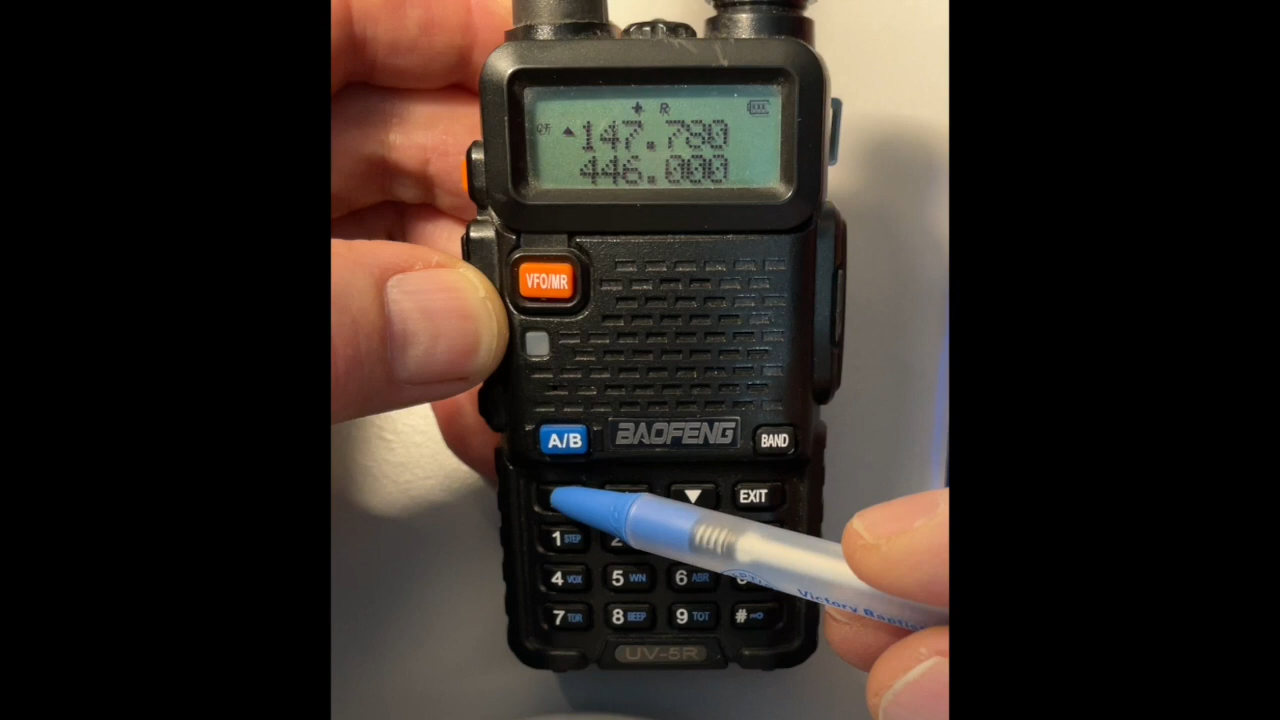 + R
▲147.780
446.000
VFO/MR
A/B BAOFENG BAND
▼ EXIT
1 STEP 2
4 VOX 5 WN 6 ABR
Victory Baptis
7 TDR 8 BEEP 9 TOT #
UV-5R